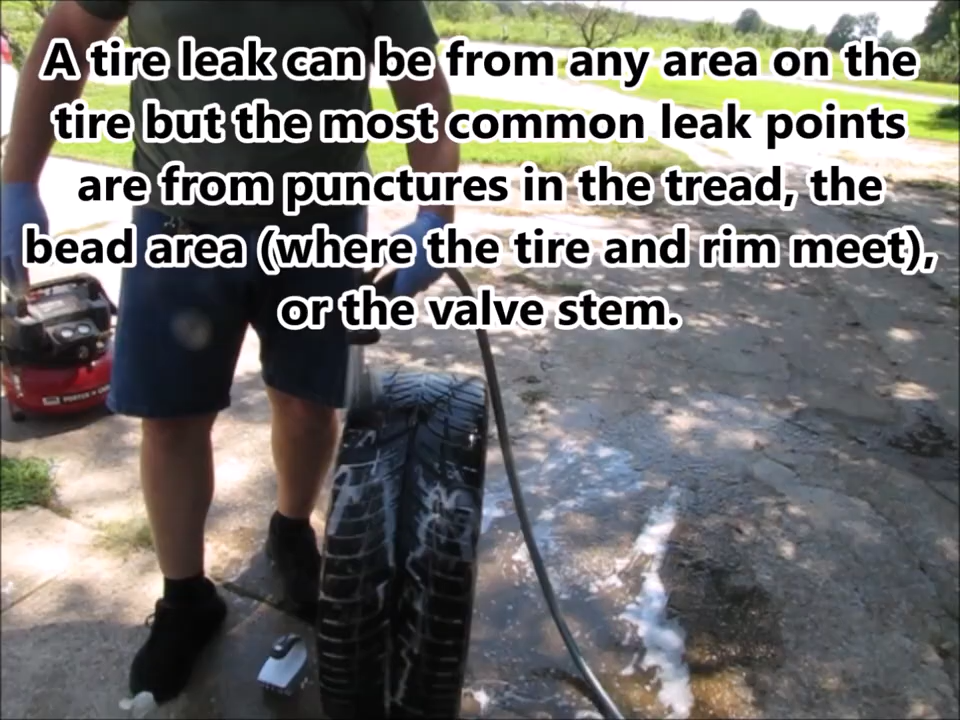 A tire leak can be from any area on the
tire but the most common leak points
are from punctures in the tread, the
bead area (where the tire and rim meet),
or the valve stem.